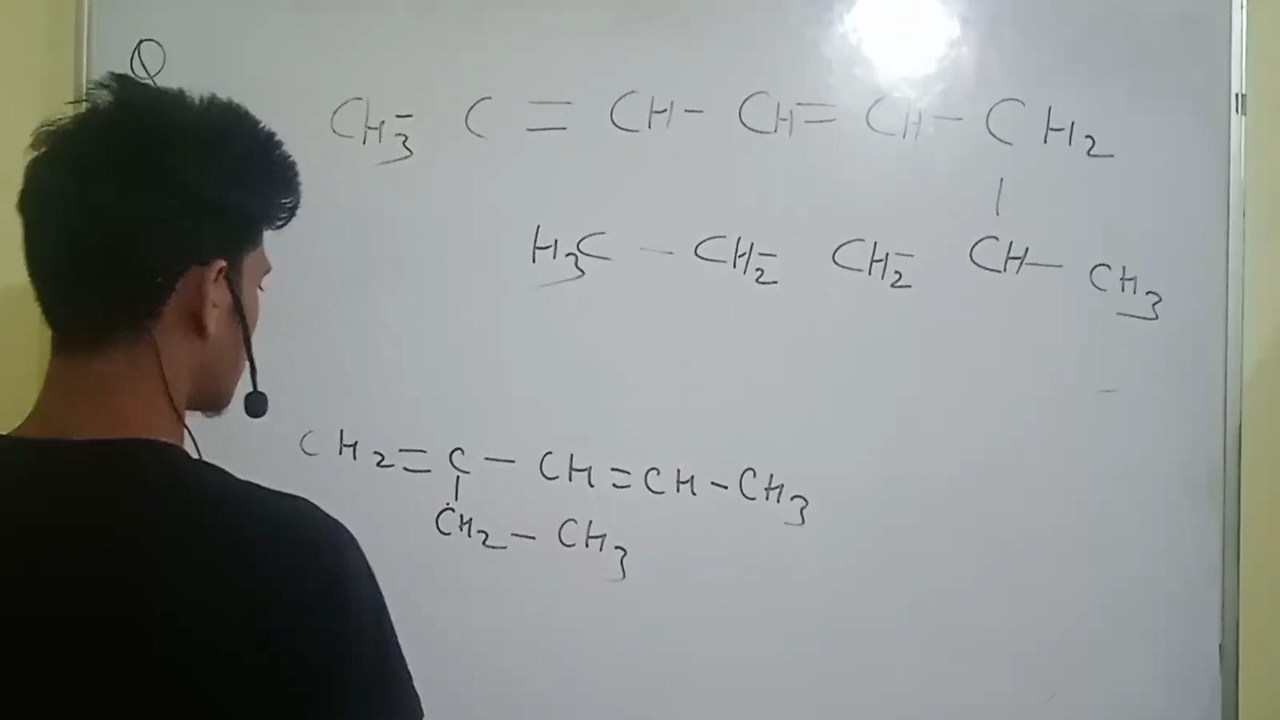 Q
CH3- C = CH- CH= CH- CH2
|
H3C - CH2- CH2- CH- CH3
CH2=C-CH=CH-CH3
|
CH2-CH3